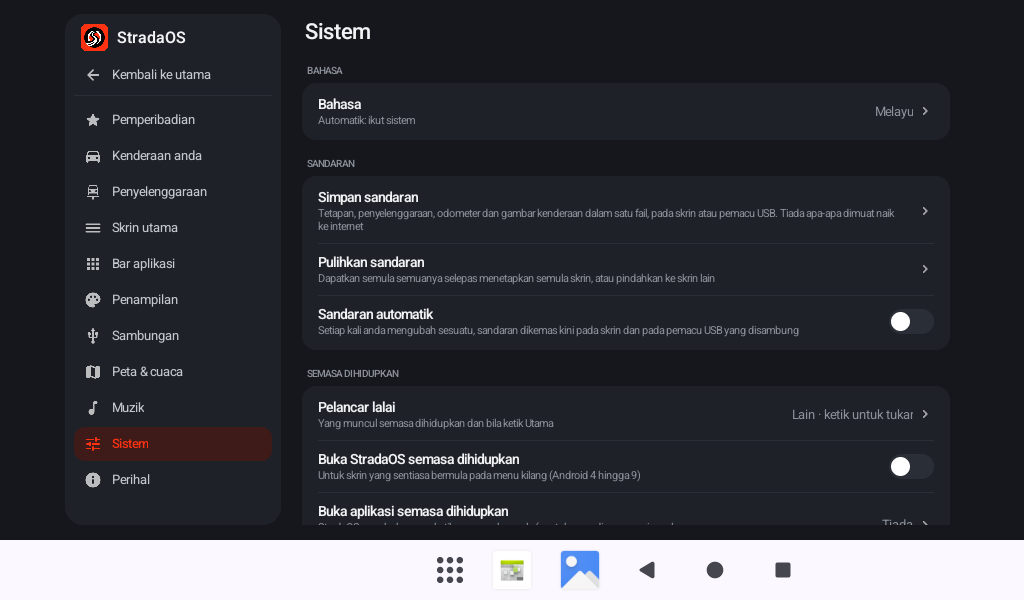 StradaOS
Kembali ke utama
Pemperibadian
Kenderaan anda
Penyelenggaraan
Skrin utama
Bar aplikasi
Penampilan
Sambungan
Peta & cuaca
Muzik
Sistem
Perihal
Sistem
BAHASA
Bahasa
Automatik: ikut sistem
Melayu
SANDARAN
Simpan sandaran
Tetapan, penyelenggaraan, odometer dan gambar kenderaan dalam satu fail, pada skrin atau pemacu USB. Tiada apa-apa dimuat naik
ke internet
Pulihkan sandaran
Dapatkan semula semuanya selepas menetapkan semula skrin, atau pindahkan ke skrin lain
Sandaran automatik
Setiap kali anda mengubah sesuatu, sandaran dikemas kini pada skrin dan pada pemacu USB yang disambung
SEMASA DIHIDUPKAN
Pelancar lalai
Yang muncul semasa dihidupkan dan bila ketik Utama
Lain · ketik untuk tukar
Buka StradaOS semasa dihidupkan
Untuk skrin yang sentiasa bermula pada menu kilang (Android 4 hingga 9)
Buka aplikasi semasa dihidupkan
Tiada